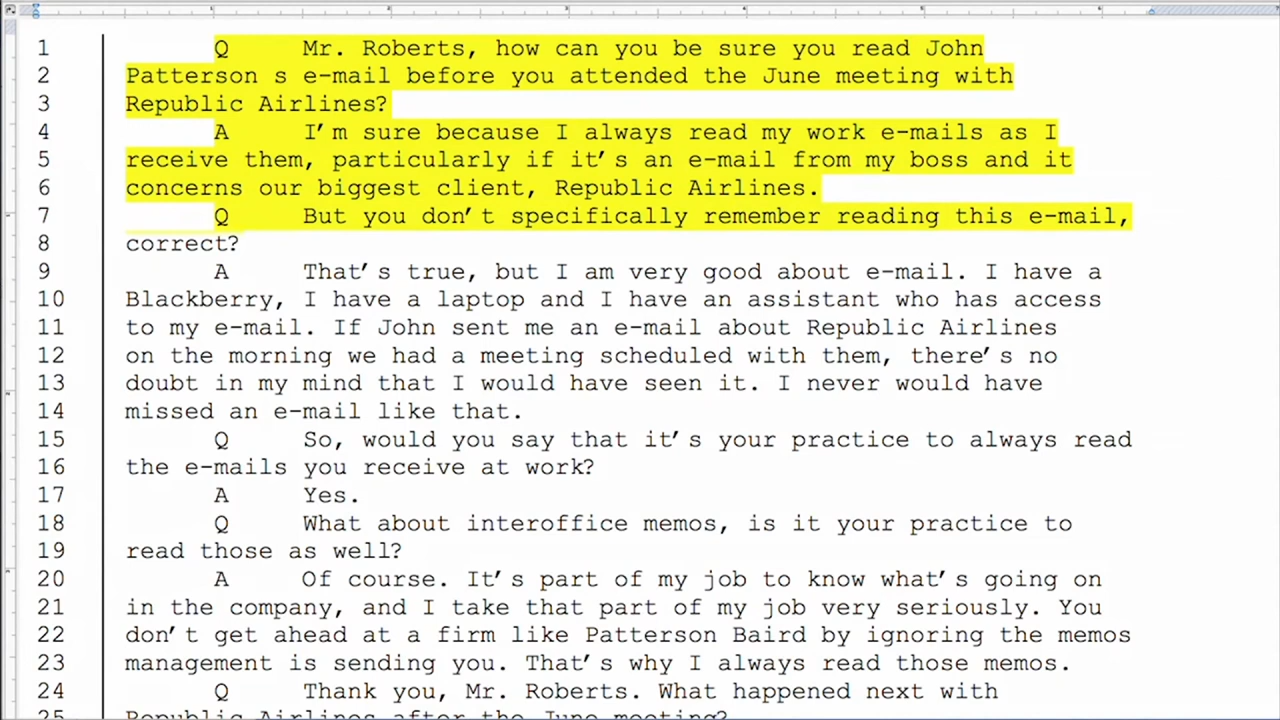 1 Q Mr. Roberts, how can you be sure you read John
2 Patterson s e-mail before you attended the June meeting with
3 Republic Airlines?
4 A I'm sure because I always read my work e-mails as I
5 receive them, particularly if it's an e-mail from my boss and it
6 concerns our biggest client, Republic Airlines.
7 Q But you don't specifically remember reading this e-mail,
8 correct?
9 A That's true, but I am very good about e-mail. I have a
10 Blackberry, I have a laptop and I have an assistant who has access
11 to my e-mail. If John sent me an e-mail about Republic Airlines
12 on the morning we had a meeting scheduled with them, there's no
13 doubt in my mind that I would have seen it. I never would have
14 missed an e-mail like that.
15 Q So, would you say that it's your practice to always read
16 the e-mails you receive at work?
17 A Yes.
18 Q What about interoffice memos, is it your practice to
19 read those as well?
20 A Of course. It's part of my job to know what's going on
21 in the company, and I take that part of my job very seriously. You
22 don't get ahead at a firm like Patterson Baird by ignoring the memos
23 management is sending you. That's why I always read those memos.
24 Q Thank you, Mr. Roberts. What happened next with
25 Republic Airlines after the June meeting?